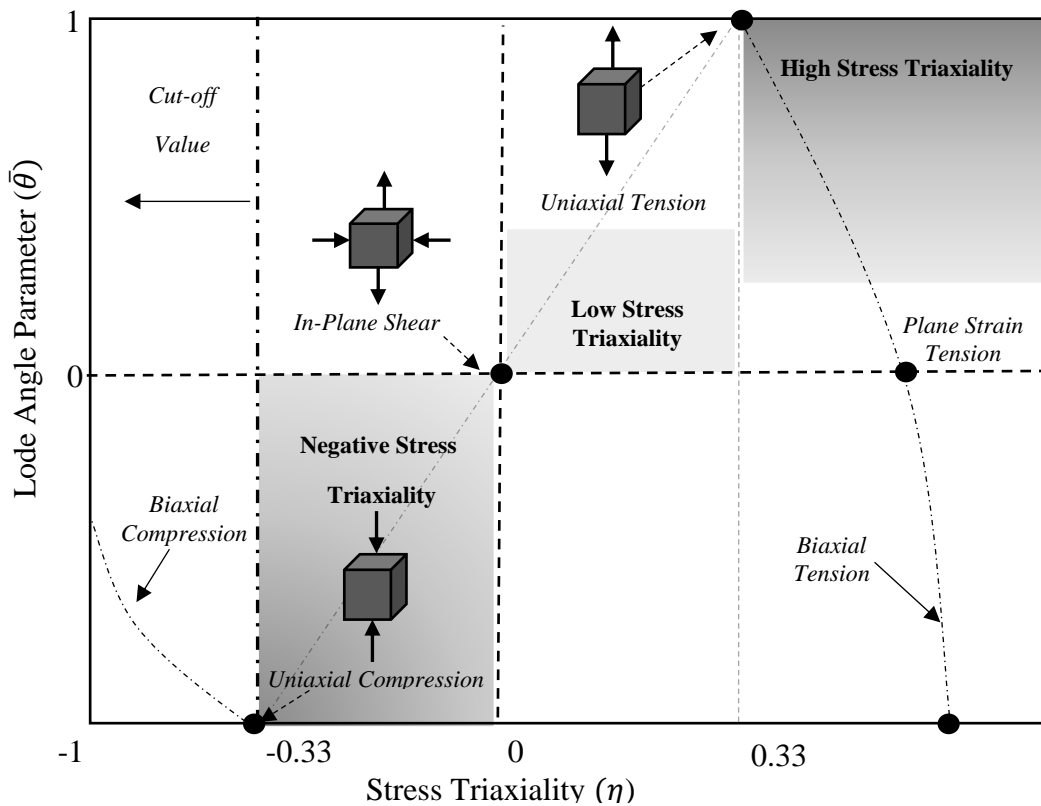 1
Cut-off
Value
High Stress Triaxiality
Uniaxial Tension
In-Plane Shear
Low Stress
Triaxiality
Plane Strain
Tension
Lode Angle Parameter (θ̄)
0
Negative Stress
Triaxiality
Biaxial
Compression
Biaxial
Tension
Uniaxial Compression
-1
-0.33
0
0.33
Stress Triaxiality (η)